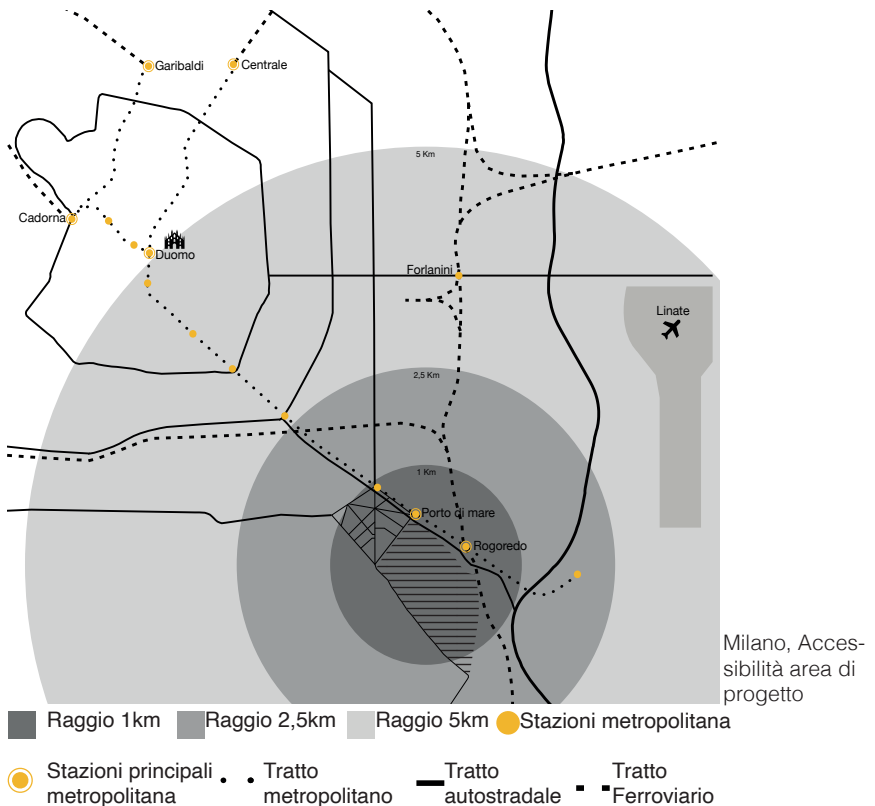 Garibaldi
Centrale
5 Km
Cadorna
Duomo
Forlanini
Linate
2,5 Km
1 Km
Porto di mare
Rogoredo
Milano, Acces-
sibilità area di
progetto
Raggio 1km
Raggio 2,5km
Raggio 5km
Stazioni metropolitana
Stazioni principali
metropolitana
Tratto
metropolitano
Tratto
autostradale
Tratto
Ferroviario